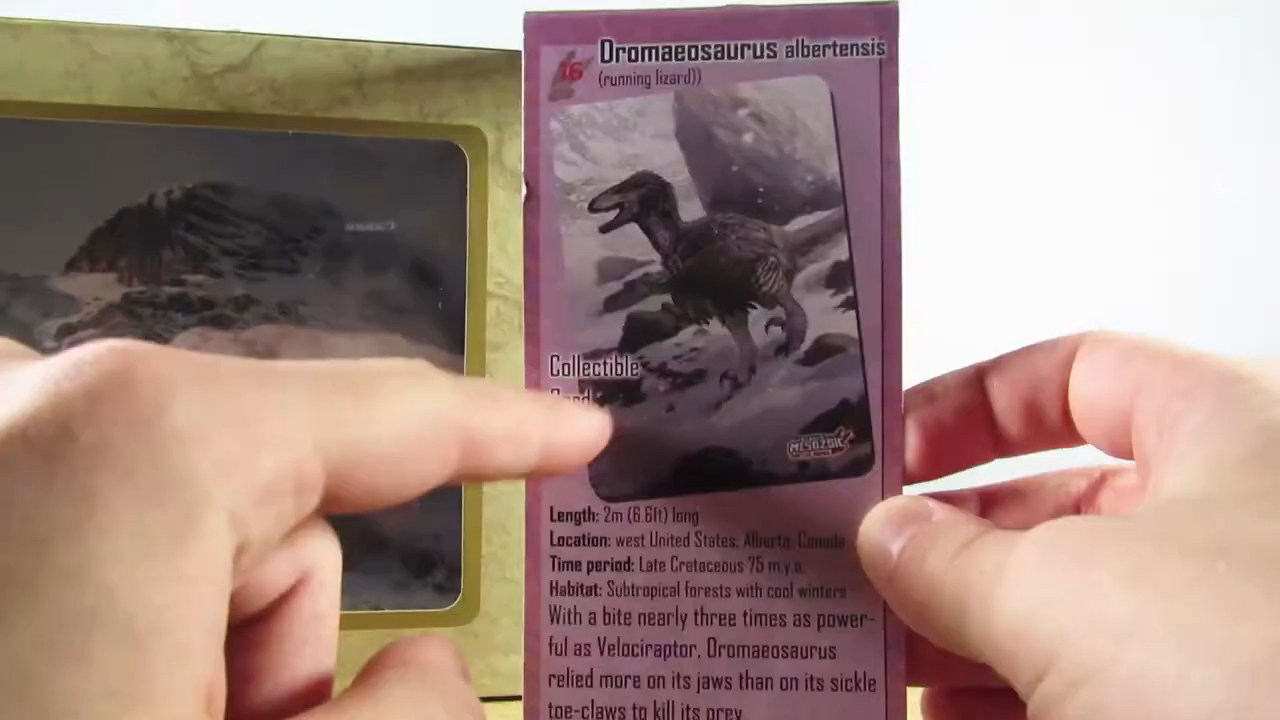 Dromaeosaurus albertensis
16
(running lizard))
Collectible
Card
MESOZOIC
Length: 2m (6.6ft) long
Location: west United States; Alberta, Canada
Time period: Late Cretaceous 75 m.y.a.
Habitat: Subtropical forests with cool winters
With a bite nearly three times as power-
ful as Velociraptor, Dromaeosaurus
relied more on its jaws than on its sickle
toe-claws to kill its prey